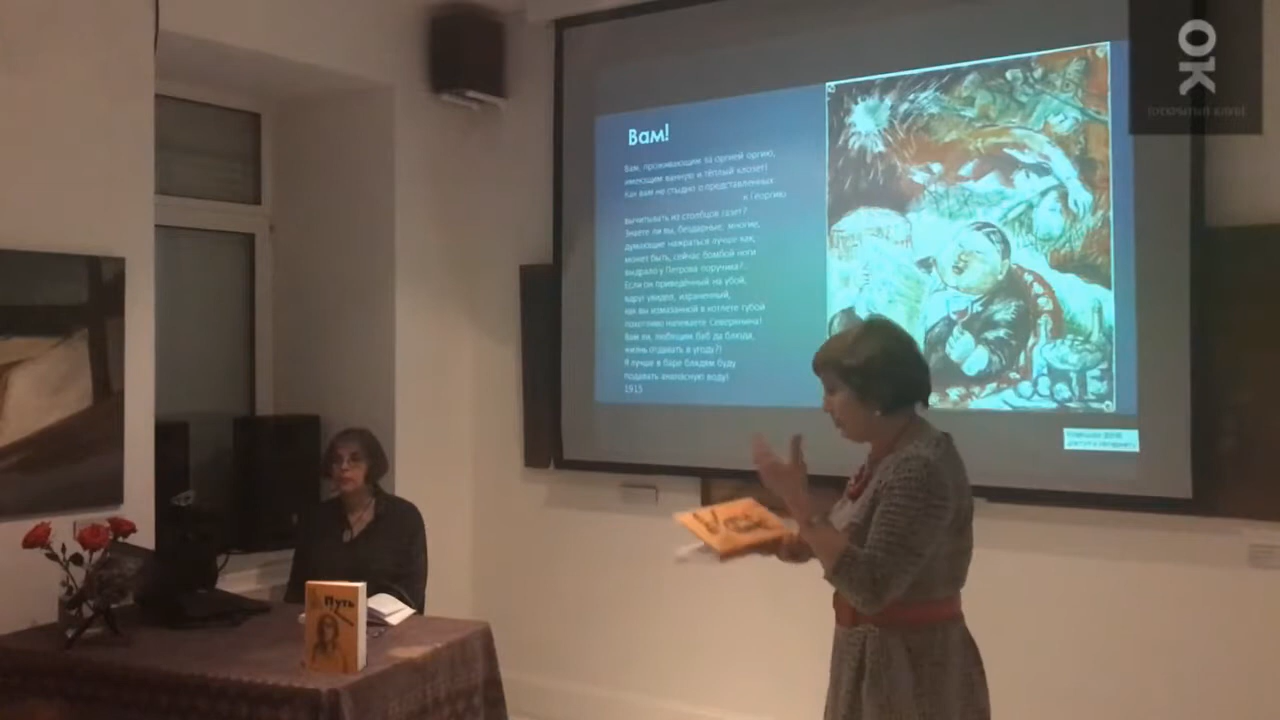 Вам!
Вам, проживающим за оргией оргию,
имеющим ванную и тёплый клозет!
Как вам не стыдно о представленных
к Георгию
вычитывать из столбцов газет?
Знаете ли вы, бездарные, многие,
думающие нажраться лучше как,
может быть, сейчас бомбой ноги
выдрало у Петрова поручика?..
Если он приведённый на убой,
вдруг увидел, израненный,
как вы измазанной в котлете губой
похотливо напеваете Северянина!
Вам ли, любящим баб да блюда,
жизнь отдавать в угоду?!
Я лучше в баре блядям буду
подавать ананасную воду!
1915
ОК
Путь